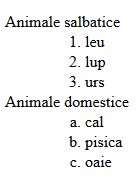 Animale salbatice
1. leu
2. lup
3. urs
Animale domestice
a. cal
b. pisica
c. oaie